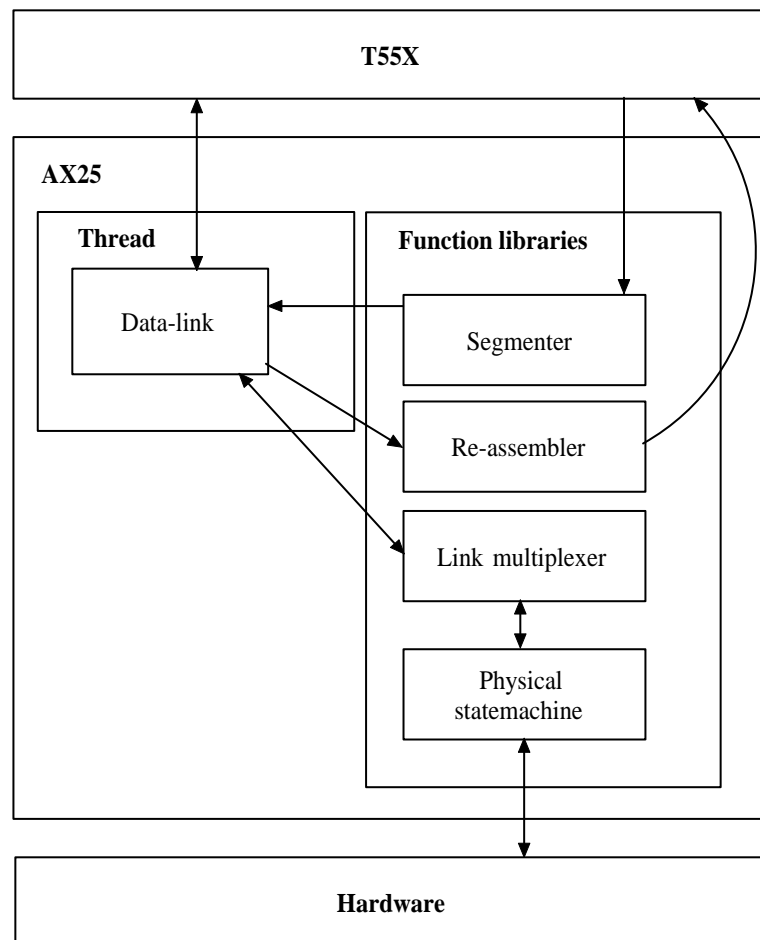 T55X
AX25
Thread
Function libraries
Data-link
Segmenter
Re-assembler
Link multiplexer
Physical
statemachine
Hardware